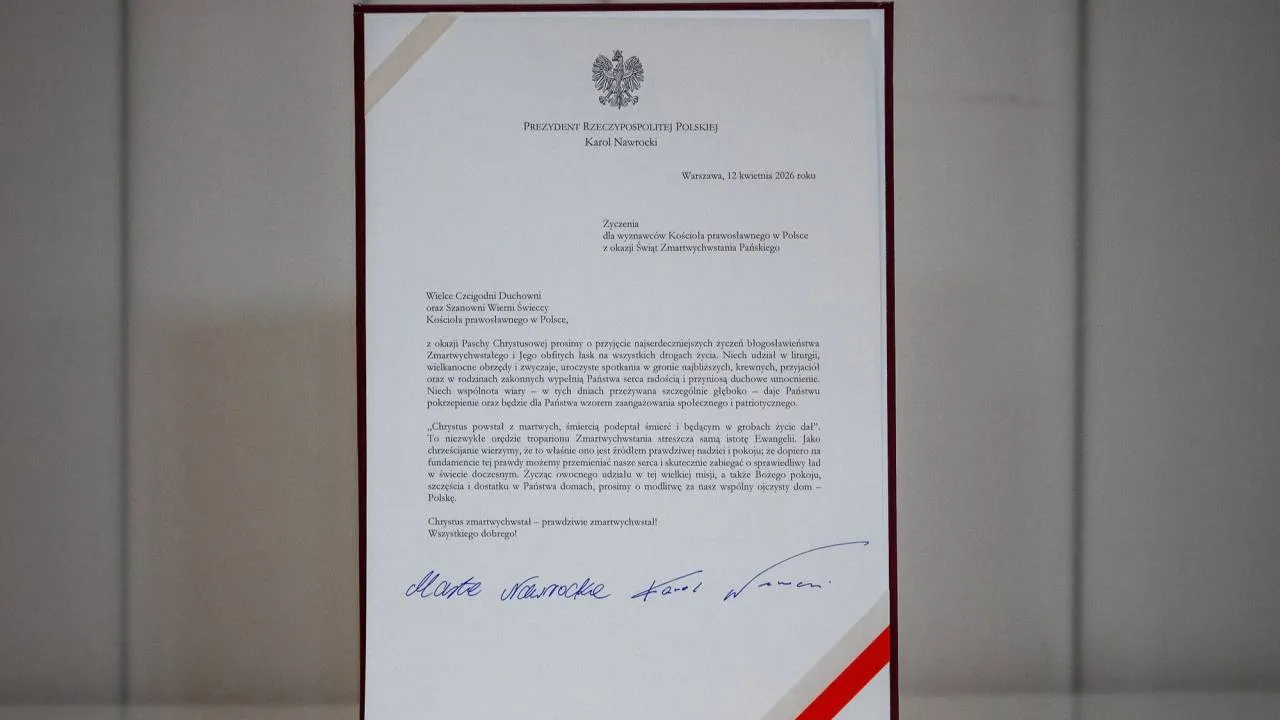 PREZYDENT RZECZYPOSPOLITEJ POLSKIEJ
Karol Nawrocki
Warszawa, 12 kwietnia 2026 roku
Życzenia
dla wyznawców Kościoła prawosławnego w Polsce
z okazji Świąt Zmartwychwstania Pańskiego
Wielce Czcigodni Duchowni
oraz Szanowni Wierni Świeccy
Kościoła prawosławnego w Polsce,
z okazji Paschy Chrystusowej prosimy o przyjęcie najserdeczniejszych życzeń błogosławieństwa
Zmartwychwstałego i Jego obfitych łask na wszystkich drogach życia. Niech udział w liturgii,
wielkanocne obrzędy i zwyczaje, uroczyste spotkania w gronie najbliższych, krewnych, przyjaciół
oraz w rodzinach zakonnych wypełnią Państwa serca radością i przyniosą duchowe umocnienie.
Niech wspólnota wiary – w tych dniach przeżywana szczególnie głęboko – daje Państwu
pokrzepienie oraz będzie dla Państwa wzorem zaangażowania społecznego i patriotycznego.
„Chrystus powstał z martwych, śmiercią podeptał śmierć i będącym w grobach życie dał”.
To niezwykłe orędzie troparionu Zmartwychwstania streszcza samą istotę Ewangelii. Jako
chrześcijanie wierzymy, że to właśnie ono jest źródłem prawdziwej nadziei i pokoju; że dopiero na
fundamencie tej prawdy możemy przemieniać nasze serca i skutecznie zabiegać o sprawiedliwy ład
w świecie doczesnym. Życząc owocnego udziału w tej wielkiej misji, a także Bożego pokoju,
szczęścia i dostatku w Państwa domach, prosimy o modlitwę za nasz wspólny ojczysty dom –
Polskę.
Chrystus zmartwychwstał – prawdziwie zmartwychwstał!
Wszystkiego dobrego!
Marta Nawrocka Karol Nawrocki